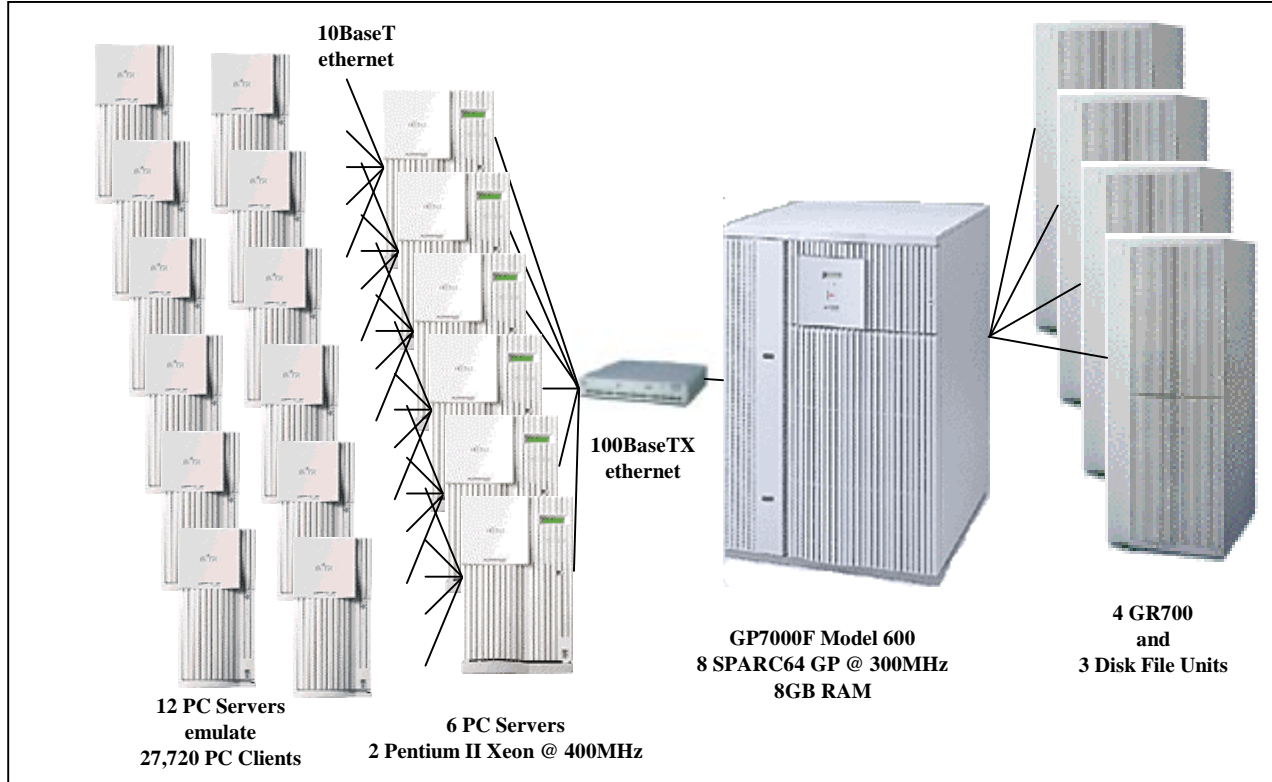 10BaseT
ethernet
100BaseTX
ethernet
12 PC Servers
emulate
27,720 PC Clients
6 PC Servers
2 Pentium II Xeon @ 400MHz
GP7000F Model 600
8 SPARC64 GP @ 300MHz
8GB RAM
4 GR700
and
3 Disk File Units